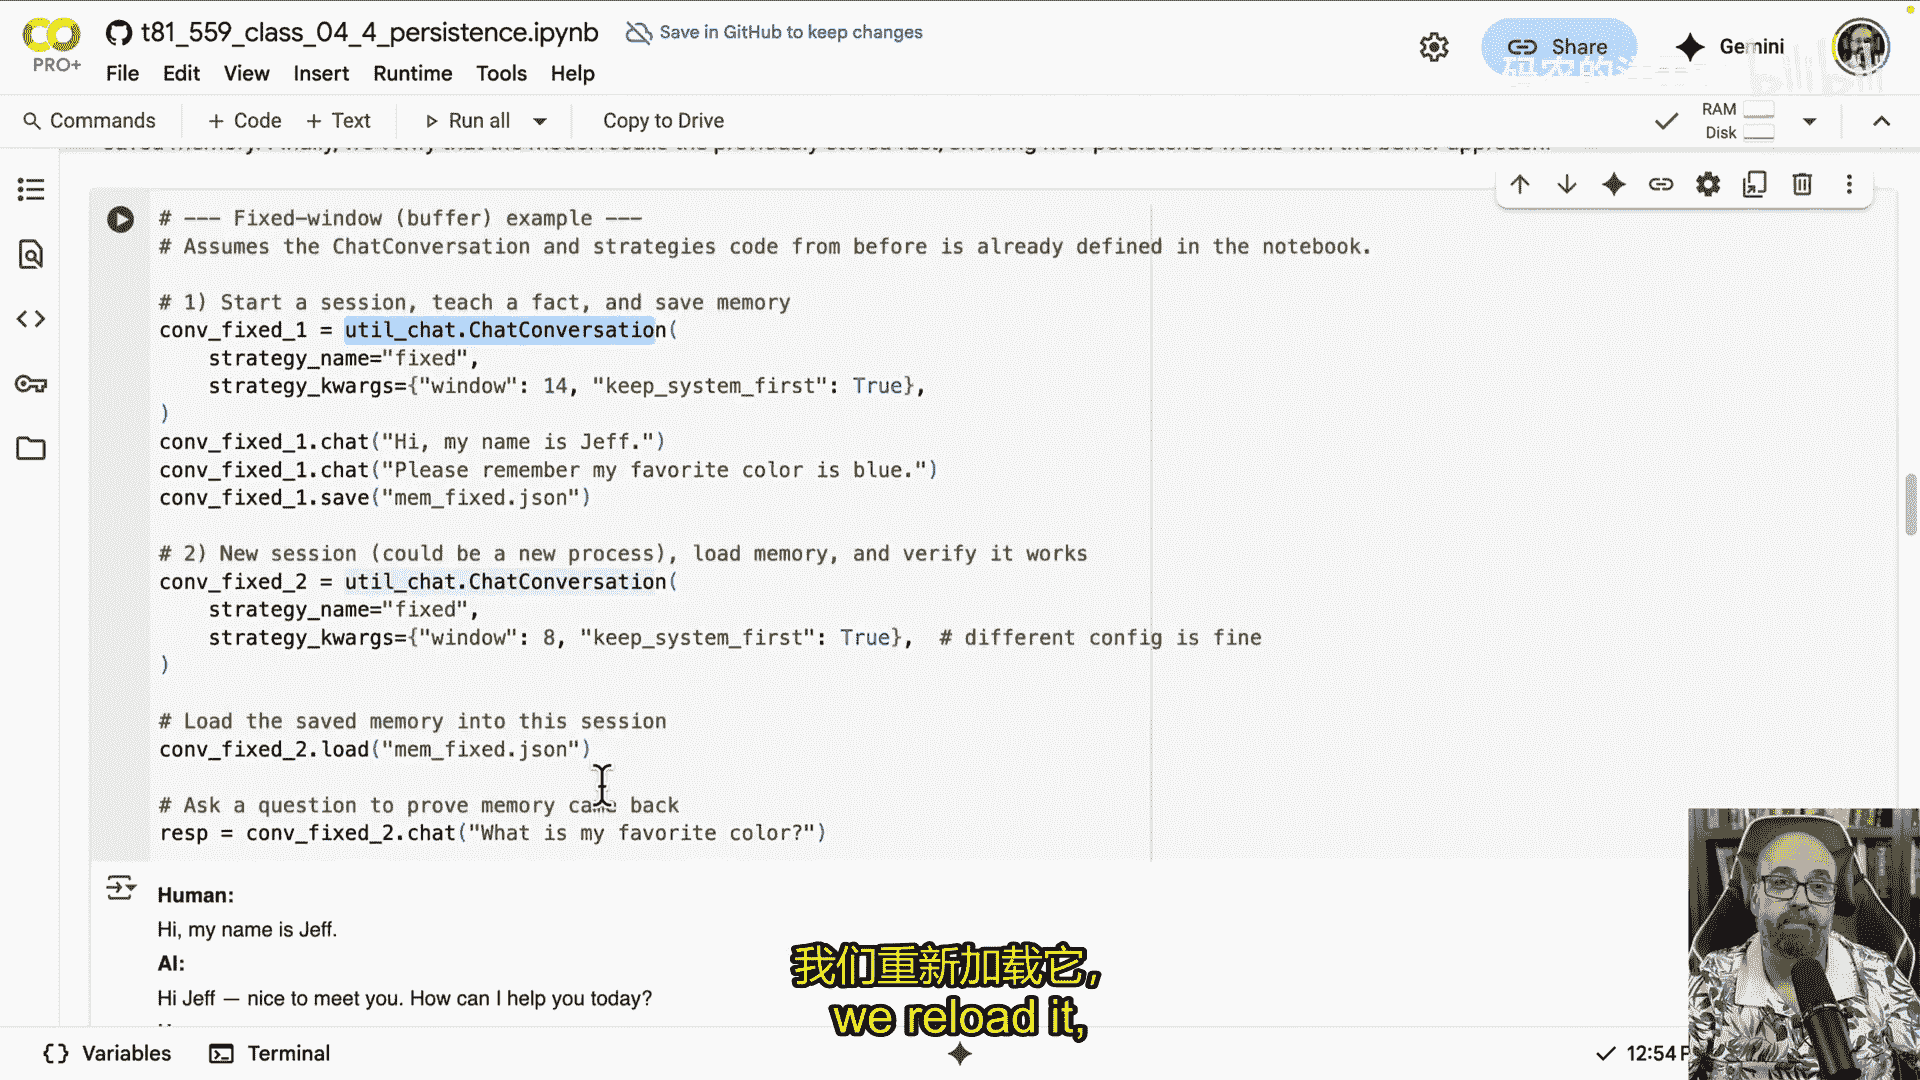 t81_559_class_04_4_persistence.ipynb
Save in GitHub to keep changes
Share
Gemini
PRO+
File Edit View Insert Runtime Tools Help
Commands + Code + Text Run all Copy to Drive
RAM
Disk
# --- Fixed-window (buffer) example ---
# Assumes the ChatConversation and strategies code from before is already defined in the notebook.
# 1) Start a session, teach a fact, and save memory
conv_fixed_1 = util_chat.ChatConversation(
strategy_name="fixed",
strategy_kwargs={"window": 14, "keep_system_first": True},
)
conv_fixed_1.chat("Hi, my name is Jeff.")
conv_fixed_1.chat("Please remember my favorite color is blue.")
conv_fixed_1.save("mem_fixed.json")
# 2) New session (could be a new process), load memory, and verify it works
conv_fixed_2 = util_chat.ChatConversation(
strategy_name="fixed",
strategy_kwargs={"window": 8, "keep_system_first": True}, # different config is fine
)
# Load the saved memory into this session
conv_fixed_2.load("mem_fixed.json")
# Ask a question to prove memory came back
resp = conv_fixed_2.chat("What is my favorite color?")
Human:
Hi, my name is Jeff.
AI:
Hi Jeff — nice to meet you. How can I help you today?
我们重新加载它,
we reload it,
Variables Terminal
12:54